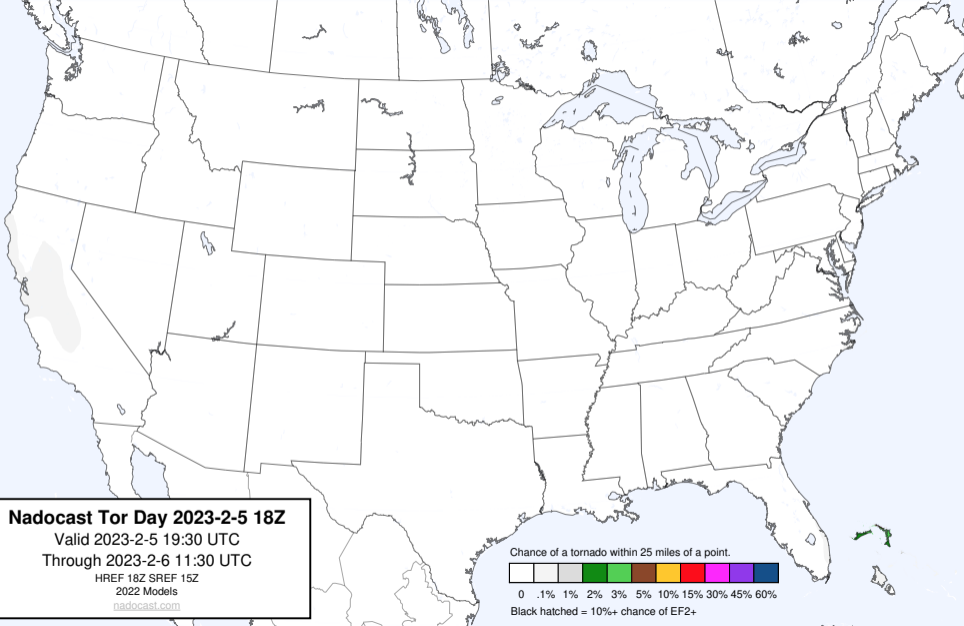 Nadocast Tor Day 2023-2-5 18Z
Valid 2023-2-5 19:30 UTC
Through 2023-2-6 11:30 UTC
HREF 18Z SREF 15Z
2022 Models
nadocast.com
Chance of a tornado within 25 miles of a point.
0 .1% 1% 2% 3% 5% 10% 15% 30% 45% 60%
Black hatched = 10%+ chance of EF2+